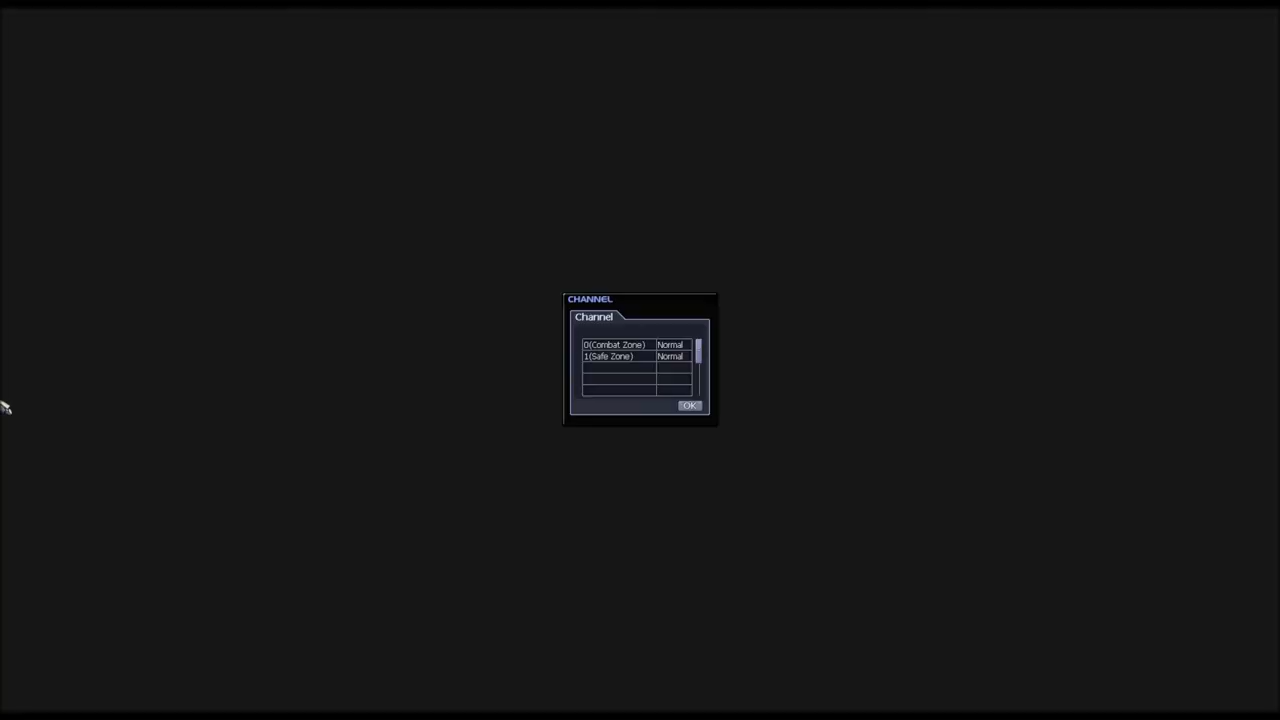 CHANNEL
Channel
0(Combat Zone) Normal
1(Safe Zone) Normal
OK